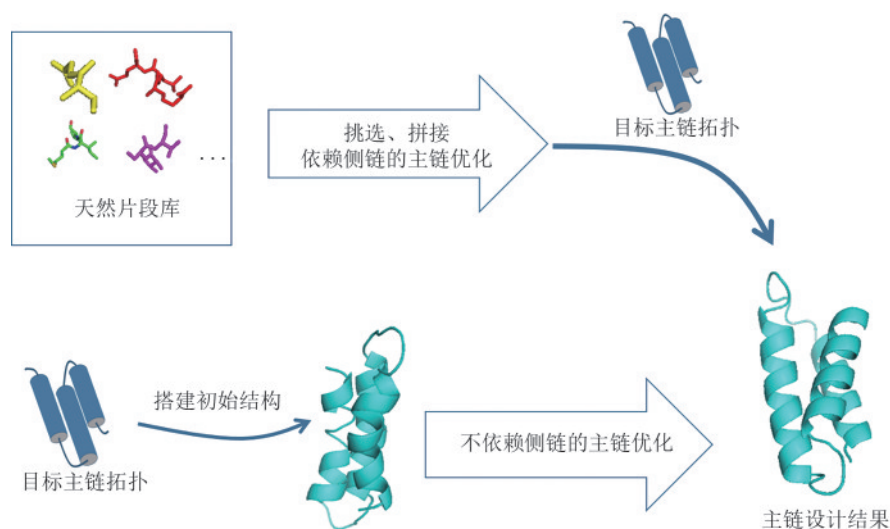 ···
天然片段库
挑选、拼接
依赖侧链的主链优化
目标主链拓扑
目标主链拓扑
搭建初始结构
不依赖侧链的主链优化
主链设计结果